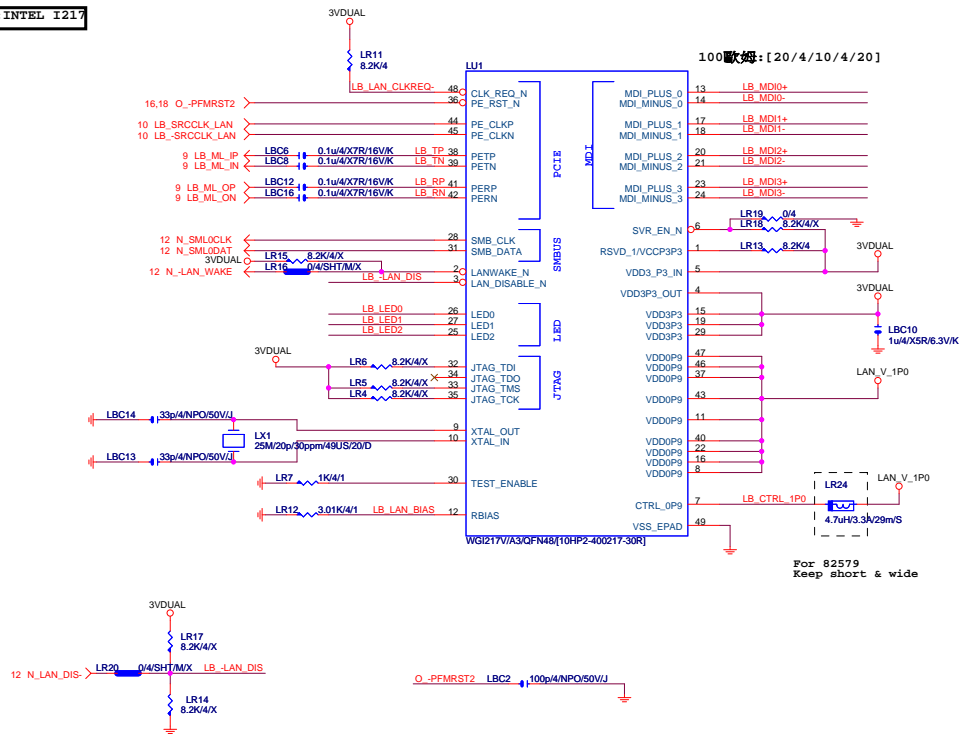 INTEL I217
3VDUAL
LR11
8.2K/4
LU1
100歐姆:[20/4/10/4/20]
LB_LAN_CLKREQ- 48 CLK_REQ_N
16,18 O_-PFMRST2 36 PE_RST_N
10 LB_SRCCLK_LAN 44 PE_CLKP
10 LB_-SRCCLK_LAN 45 PE_CLKN
9 LB_ML_IP LBC6 0.1u/4/X7R/16V/K LB_TP 38 PETP
9 LB_ML_IN LBC8 0.1u/4/X7R/16V/K LB_TN 39 PETN
9 LB_ML_OP LBC12 0.1u/4/X7R/16V/K LB_RP 41 PERP
9 LB_ML_ON LBC16 0.1u/4/X7R/16V/K LB_RN 42 PERN
PCIE
MDI
MDI_PLUS_0 13 LB_MDI0+
MDI_MINUS_0 14 LB_MDI0-
MDI_PLUS_1 17 LB_MDI1+
MDI_MINUS_1 18 LB_MDI1-
MDI_PLUS_2 20 LB_MDI2+
MDI_MINUS_2 21 LB_MDI2-
MDI_PLUS_3 23 LB_MDI3+
MDI_MINUS_3 24 LB_MDI3-
12 N_SML0CLK 28 SMB_CLK
12 N_SML0DAT 31 SMB_DATA
SMBUS
3VDUAL LR15 8.2K/4/X
12 N_-LAN_WAKE LR16 0/4/SHT/M/X 2 LANWAKE_N
LB_-LAN_DIS 3 LAN_DISABLE_N
LR19 0/4
SVR_EN_N 6 LR18 8.2K/4/X
RSVD_1/VCCP3P3 1 LR13 8.2K/4
3VDUAL
VDD3_P3_IN 5
VDD3P3_OUT 4
3VDUAL
VDD3P3 15
VDD3P3 19
VDD3P3 29
LBC10
1u/4/X5R/6.3V/K
LB_LED0 26 LED0
LB_LED1 27 LED1
LB_LED2 25 LED2
LED
3VDUAL
LR6 8.2K/4/X 32 JTAG_TDI
34 JTAG_TDO
LR5 8.2K/4/X 33 JTAG_TMS
LR4 8.2K/4/X 35 JTAG_TCK
JTAG
VDD0P9 47
VDD0P9 46
VDD0P9 37
LAN_V_1P0
VDD0P9 43
VDD0P9 11
VDD0P9 40
VDD0P9 22
VDD0P9 16
VDD0P9 8
LBC14 33p/4/NPO/50V/J
9 XTAL_OUT
10 XTAL_IN
LX1
25M/20p/30ppm/49US/20/D
LBC13 33p/4/NPO/50V/J
LR7 1K/4/1 30 TEST_ENABLE
LR12 3.01K/4/1 LB_LAN_BIAS 12 RBIAS
CTRL_0P9 7 LB_CTRL_1P0
LR24
LAN_V_1P0
4.7uH/3.3A/29m/S
VSS_EPAD 49
WGI217V/A3/QFN48/[10HP2-400217-30R]
For 82579
Keep short & wide
3VDUAL
LR17
8.2K/4/X
12 N_LAN_DIS- LR20 0/4/SHT/M/X LB_-LAN_DIS
LR14
8.2K/4/X
O_-PFMRST2 LBC2 100p/4/NPO/50V/J